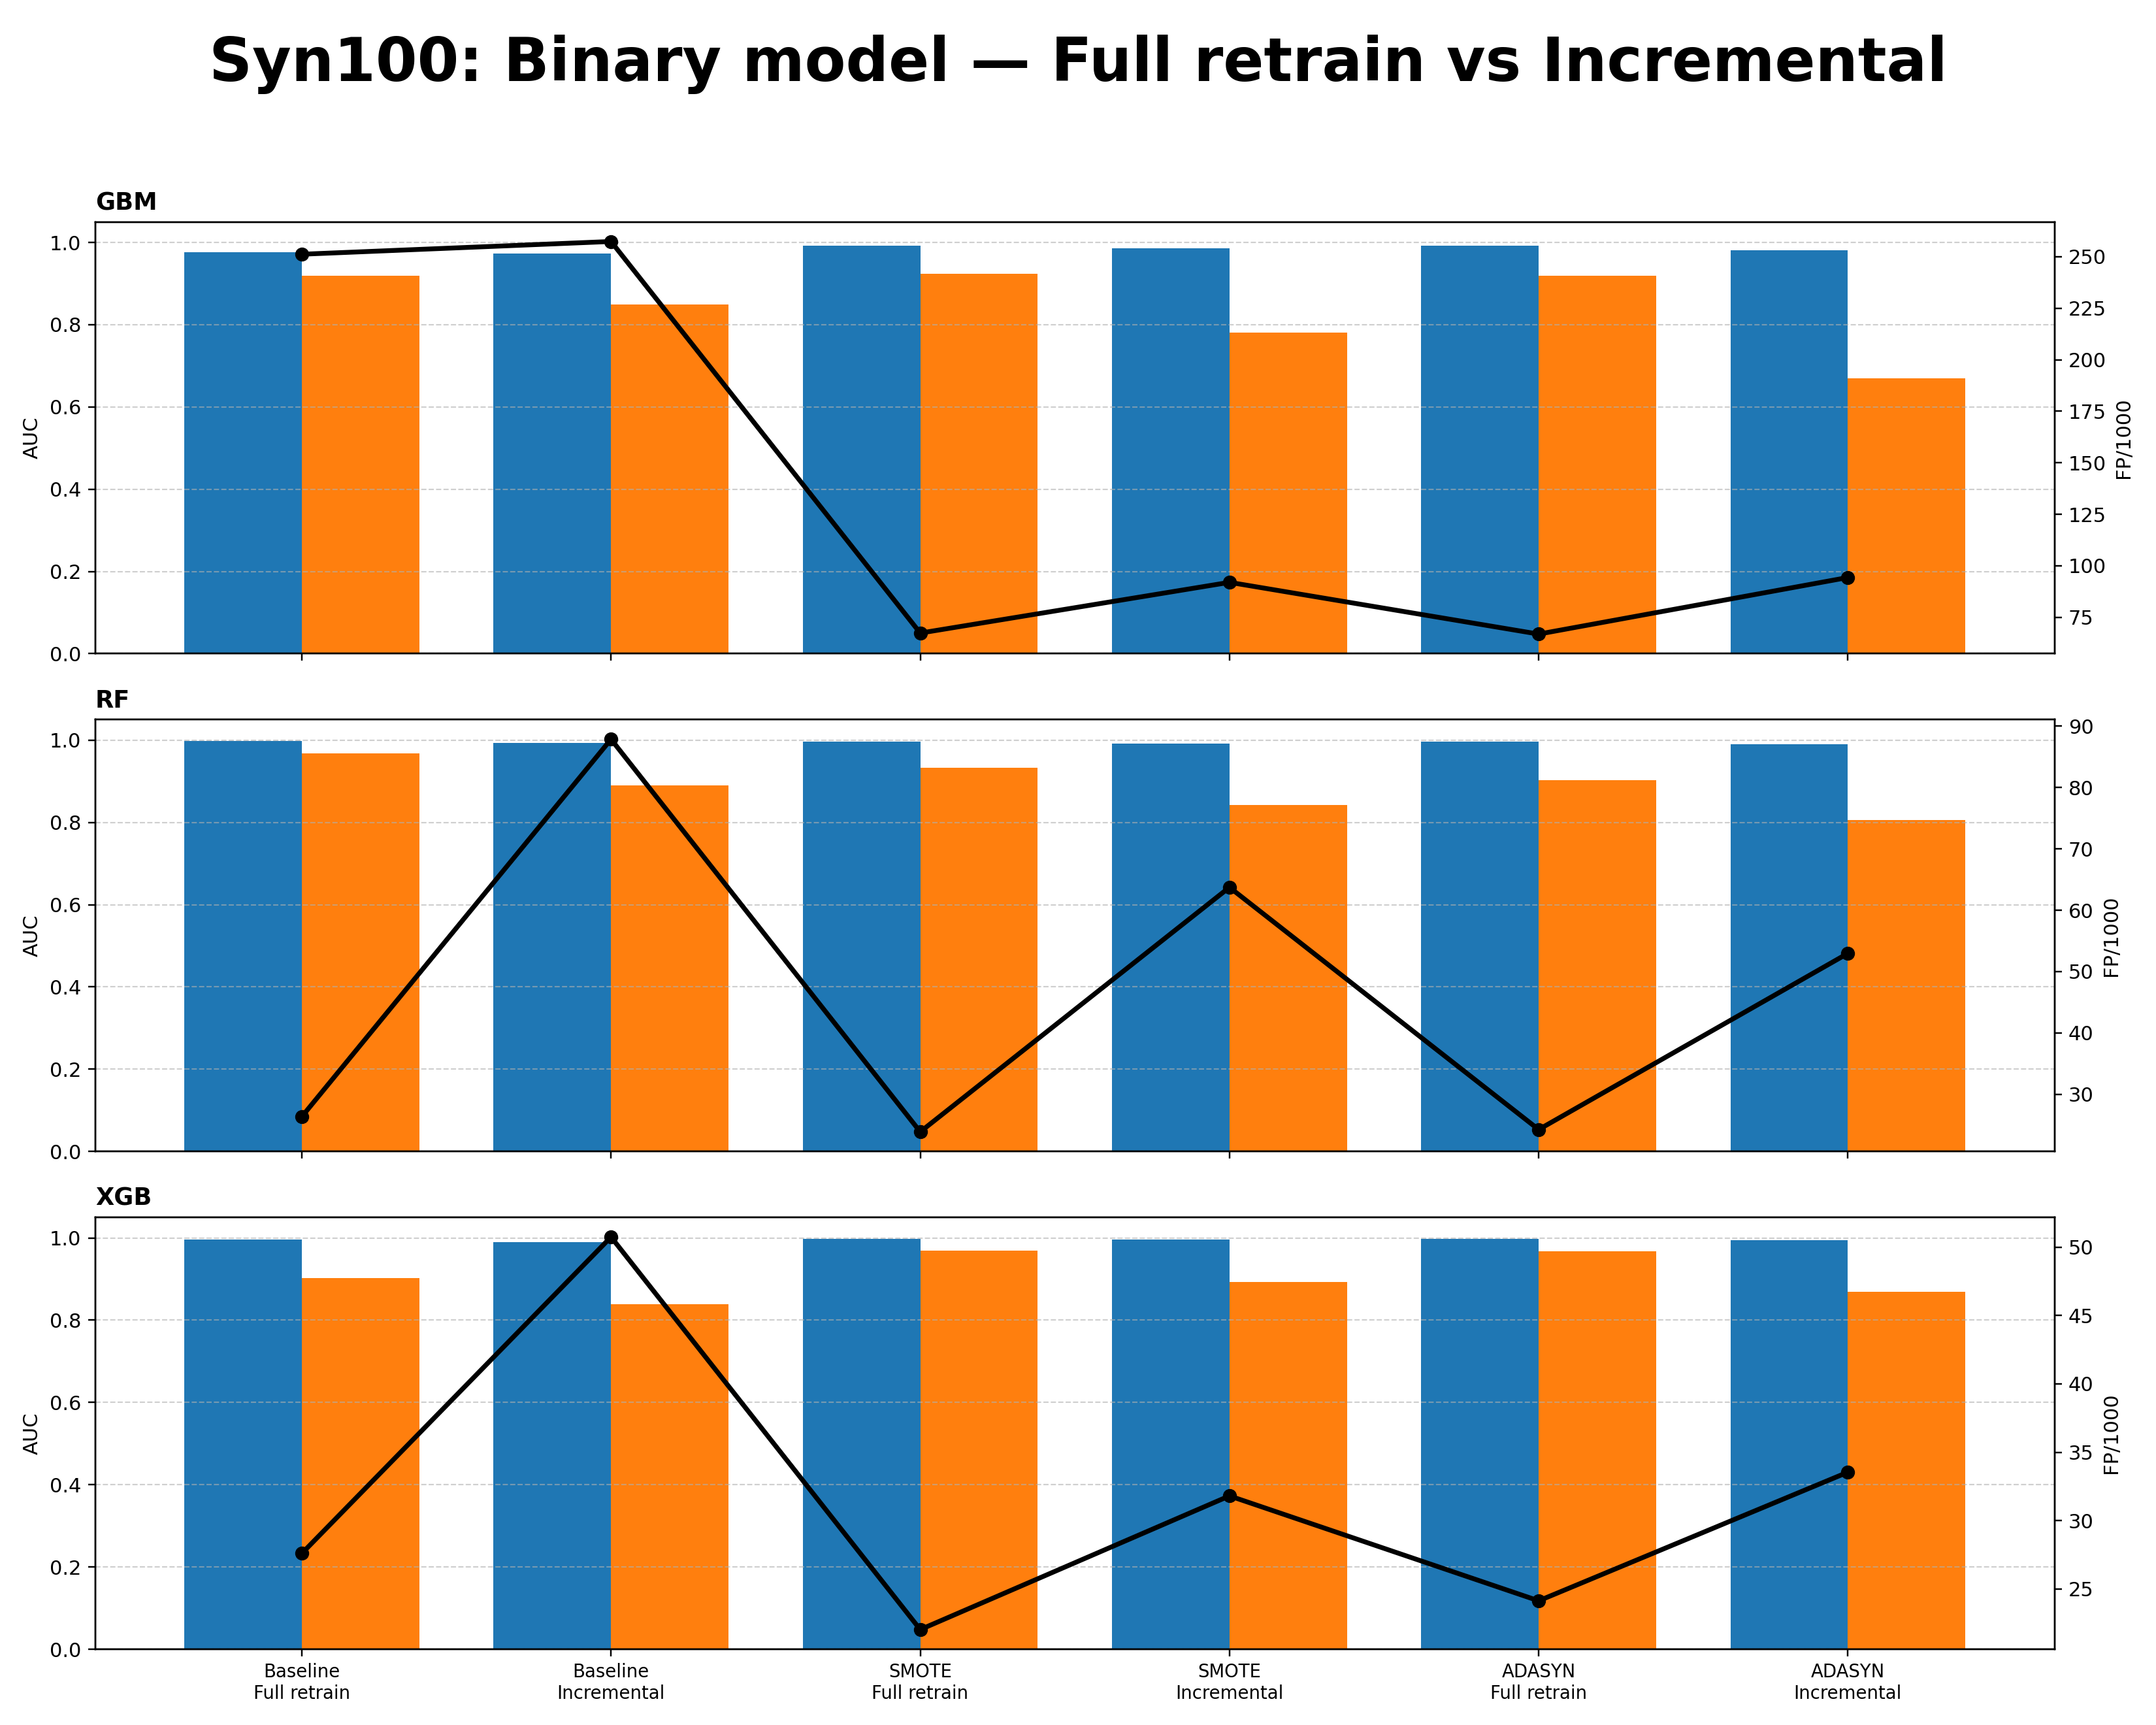 Syn100: Binary model — Full retrain vs Incremental
GBM
1.0
0.8
0.6
0.4
0.2
0.0
AUC
250
225
200
175
150
125
100
75
FP/1000
RF
1.0
0.8
0.6
0.4
0.2
0.0
AUC
90
80
70
60
50
40
30
FP/1000
XGB
1.0
0.8
0.6
0.4
0.2
0.0
AUC
50
45
40
35
30
25
FP/1000
Baseline
Full retrain
Baseline
Incremental
SMOTE
Full retrain
SMOTE
Incremental
ADASYN
Full retrain
ADASYN
Incremental